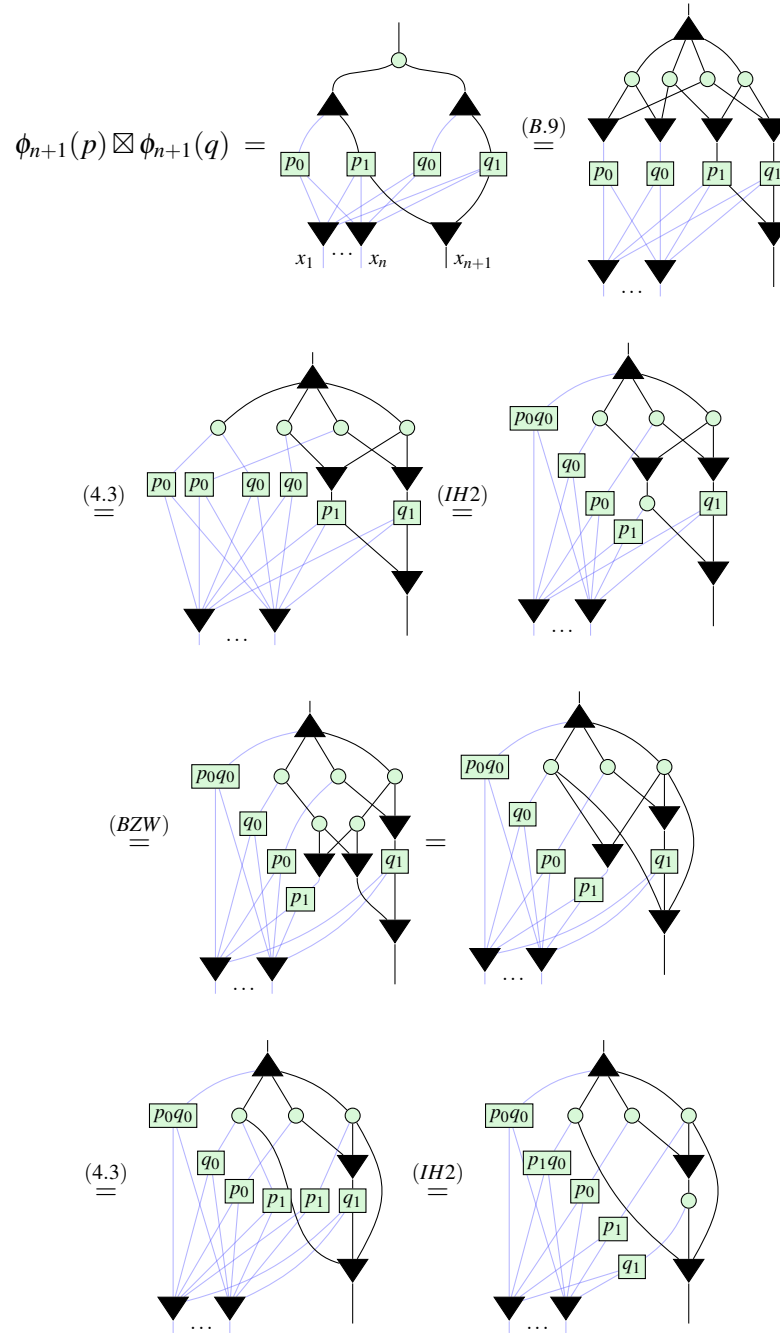 ϕₙ₊₁(p) ⊠ ϕₙ₊₁(q) =
p₀ p₁ q₀ q₁
x₁ ⋯ xₙ xₙ₊₁
(B.9)
=
p₀ q₀ p₁ q₁
⋯
(4.3)
=
p₀ p₀ q₀ q₀
p₁ q₁
⋯
(IH2)
=
p₀q₀
q₀
p₀ q₁
p₁
⋯
(BZW)
=
p₀q₀
q₀
p₀ q₁
p₁
⋯
=
p₀q₀
q₀
p₀ q₁
p₁
⋯
(4.3)
=
p₀q₀
q₀
p₀ p₁ p₁ q₁
⋯
(IH2)
=
p₀q₀
p₁q₀
p₀
p₁
q₁
⋯